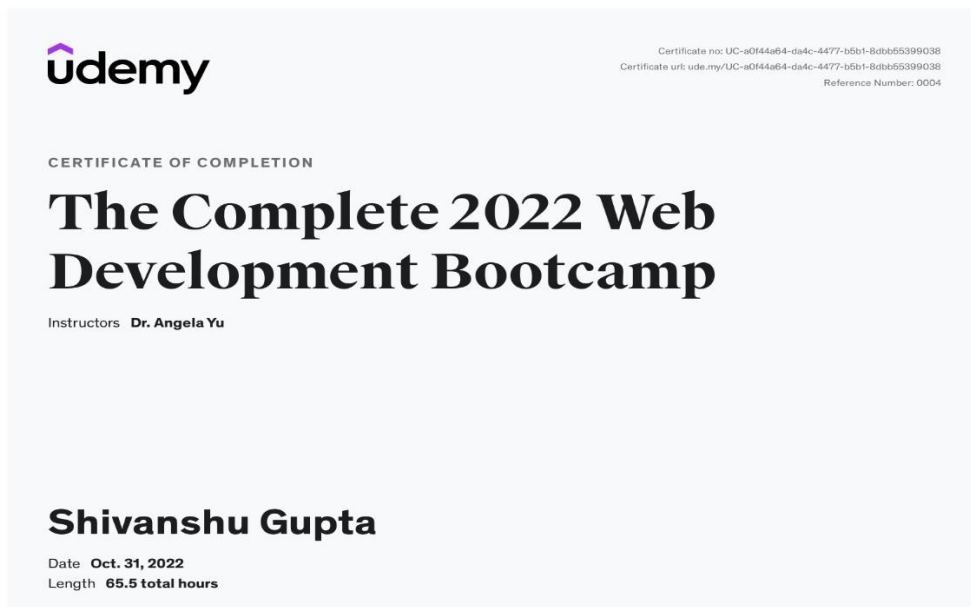 udemy
Certificate no: UC-a0f44a64-da4c-4477-b5b1-8dbb55399038
Certificate url: ude.my/UC-a0f44a64-da4c-4477-b5b1-8dbb55399038
Reference Number: 0004
CERTIFICATE OF COMPLETION
The Complete 2022 Web
Development Bootcamp
Instructors Dr. Angela Yu
Shivanshu Gupta
Date Oct. 31, 2022
Length 65.5 total hours